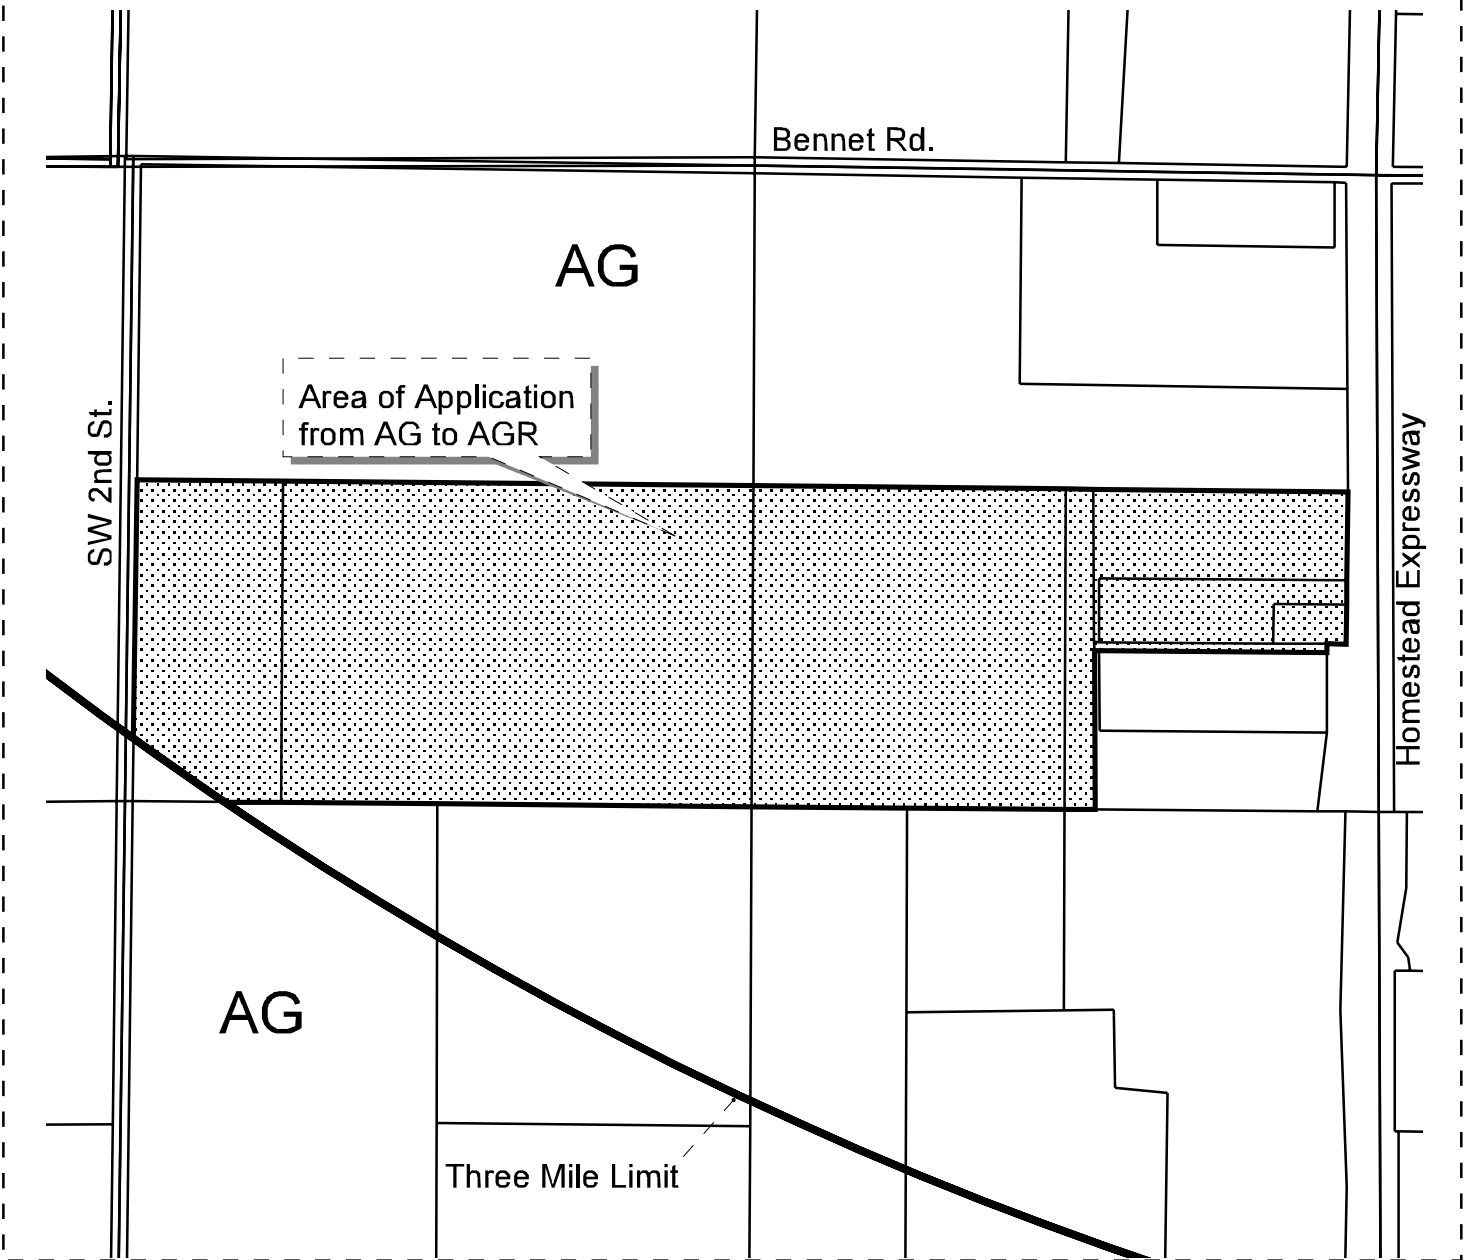 Bennet Rd.
AG
Area of Application
from AG to AGR
SW 2nd St.
Homestead Expressway
AG
Three Mile Limit